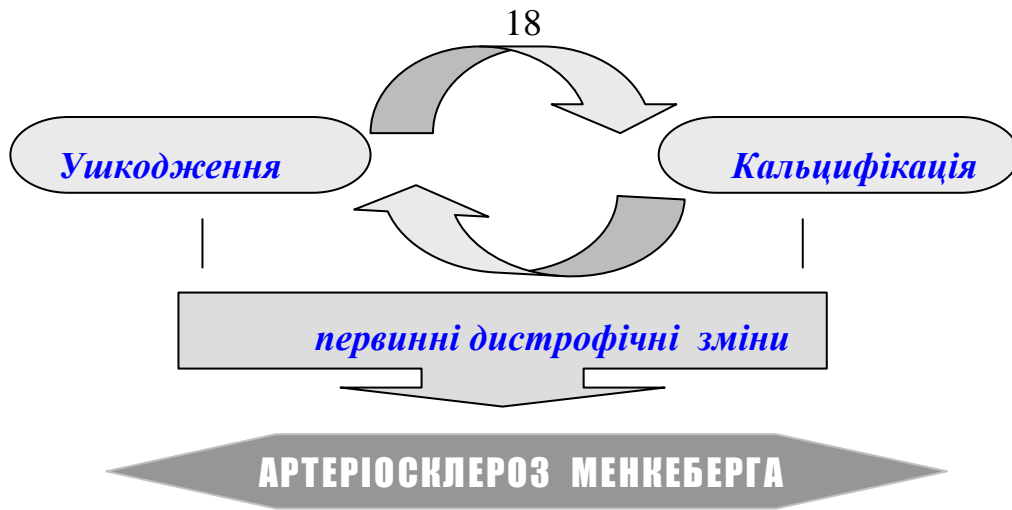 18
Ушкодження
Кальцифікація
первинні дистрофічні зміни
АРТЕРІОСКЛЕРОЗ МЕНКЕБЕРГА